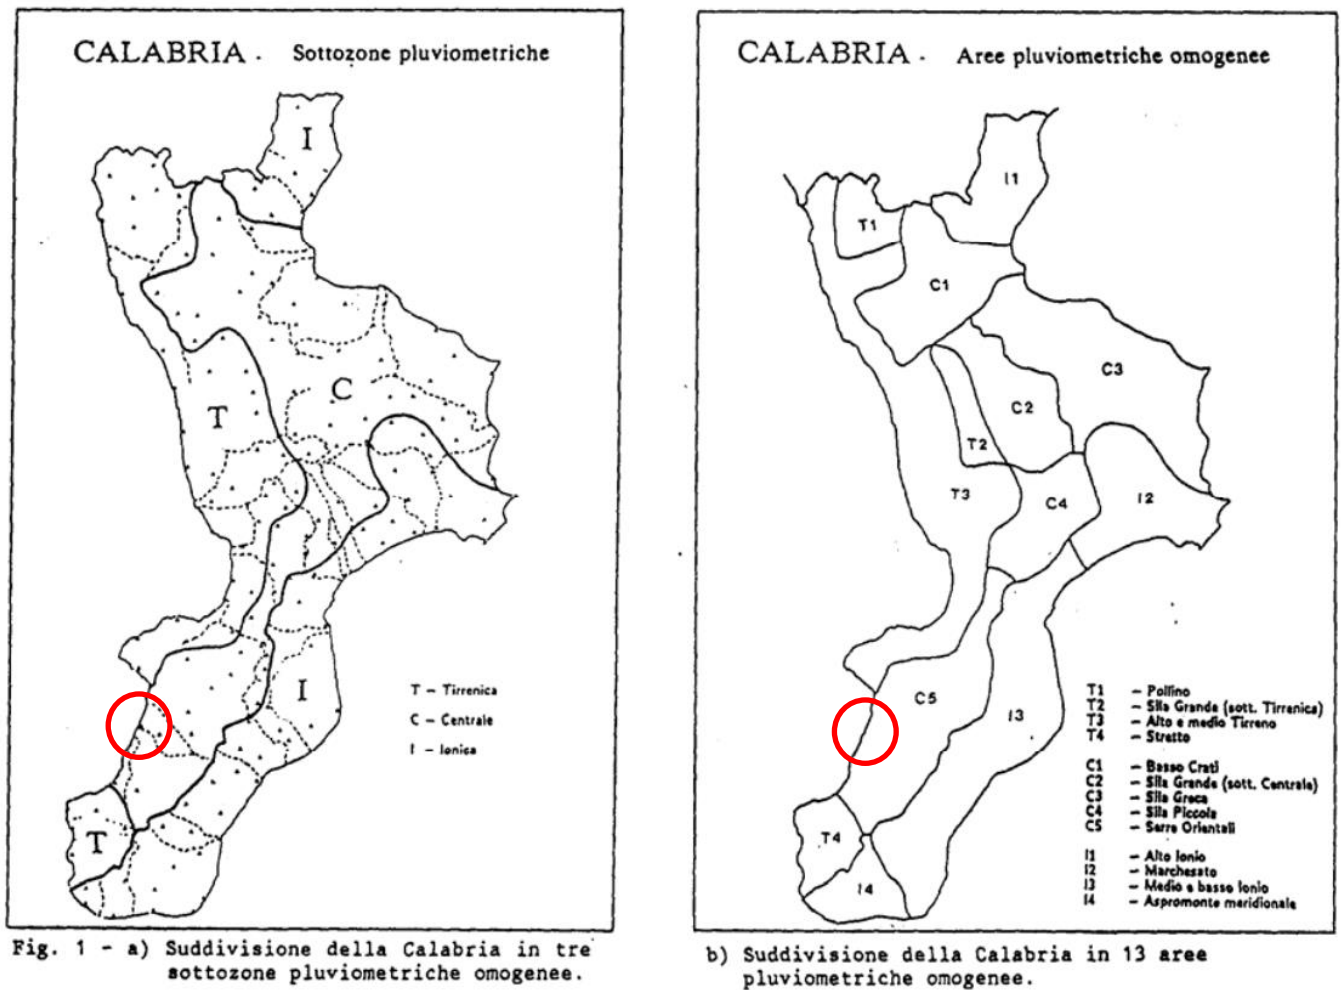 CALABRIA . Sottozone pluviometriche
I
C
T
I
T
T - Tirrenica
C - Centrale
I - Ionica
Fig. 1 - a) Suddivisione della Calabria in tre
sottozone pluviometriche omogenee.
CALABRIA . Aree pluviometriche omogenee
I1
T1
C1
C3
C2
T2
T3
C4
I2
C5
I3
T4
I4
T1 - Pollino
T2 - Sila Grande (sott. Tirrenica)
T3 - Alto e medio Tirreno
T4 - Stretto
C1 - Basso Crati
C2 - Sila Grande (sott. Centrale)
C3 - Sila Greca
C4 - Sila Piccola
C5 - Serre Orientali
I1 - Alto Ionio
I2 - Marchesato
I3 - Medio e basso Ionio
I4 - Aspromonte meridionale
b) Suddivisione della Calabria in 13 aree
pluviometriche omogenee.